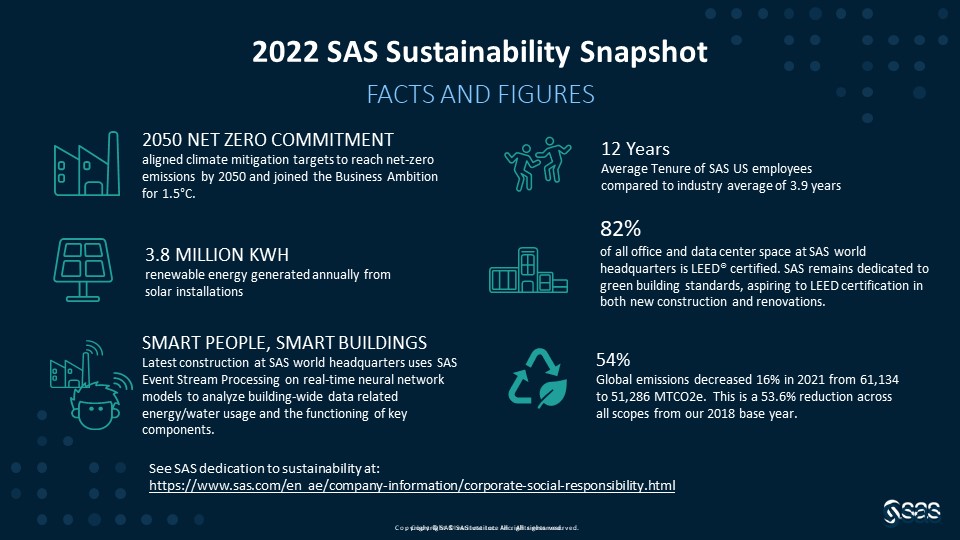 2022 SAS Sustainability Snapshot
FACTS AND FIGURES
2050 NET ZERO COMMITMENT
aligned climate mitigation targets to reach net-zero
emissions by 2050 and joined the Business Ambition
for 1.5°C.
3.8 MILLION KWH
renewable energy generated annually from
solar installations
SMART PEOPLE, SMART BUILDINGS
Latest construction at SAS world headquarters uses SAS
Event Stream Processing on real-time neural network
models to analyze building-wide data related
energy/water usage and the functioning of key
components.
12 Years
Average Tenure of SAS US employees
compared to industry average of 3.9 years
82%
of all office and data center space at SAS world
headquarters is LEED® certified. SAS remains dedicated to
green building standards, aspiring to LEED certification in
both new construction and renovations.
54%
Global emissions decreased 16% in 2021 from 61,134
to 51,286 MTCO2e. This is a 53.6% reduction across
all scopes from our 2018 base year.
See SAS dedication to sustainability at:
https://www.sas.com/en_ae/company-information/corporate-social-responsibility.html
sas